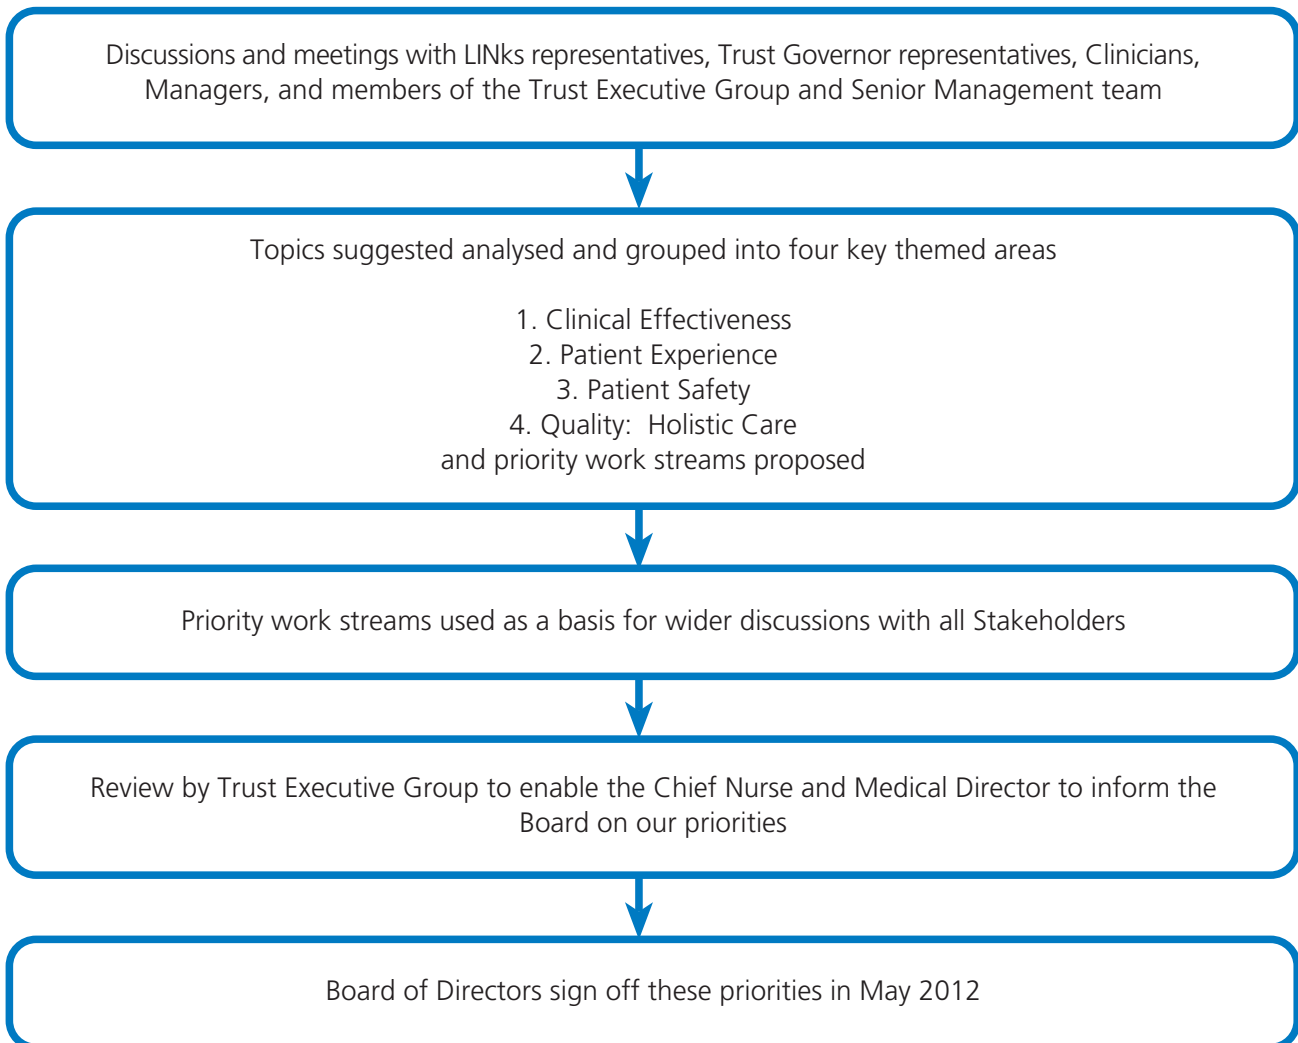 Discussions and meetings with LINks representatives, Trust Governor representatives, Clinicians,
Managers, and members of the Trust Executive Group and Senior Management team
Topics suggested analysed and grouped into four key themed areas
1. Clinical Effectiveness
2. Patient Experience
3. Patient Safety
4. Quality:  Holistic Care
and priority work streams proposed
Priority work streams used as a basis for wider discussions with all Stakeholders
Review by Trust Executive Group to enable the Chief Nurse and Medical Director to inform the
Board on our priorities
Board of Directors sign off these priorities in May 2012